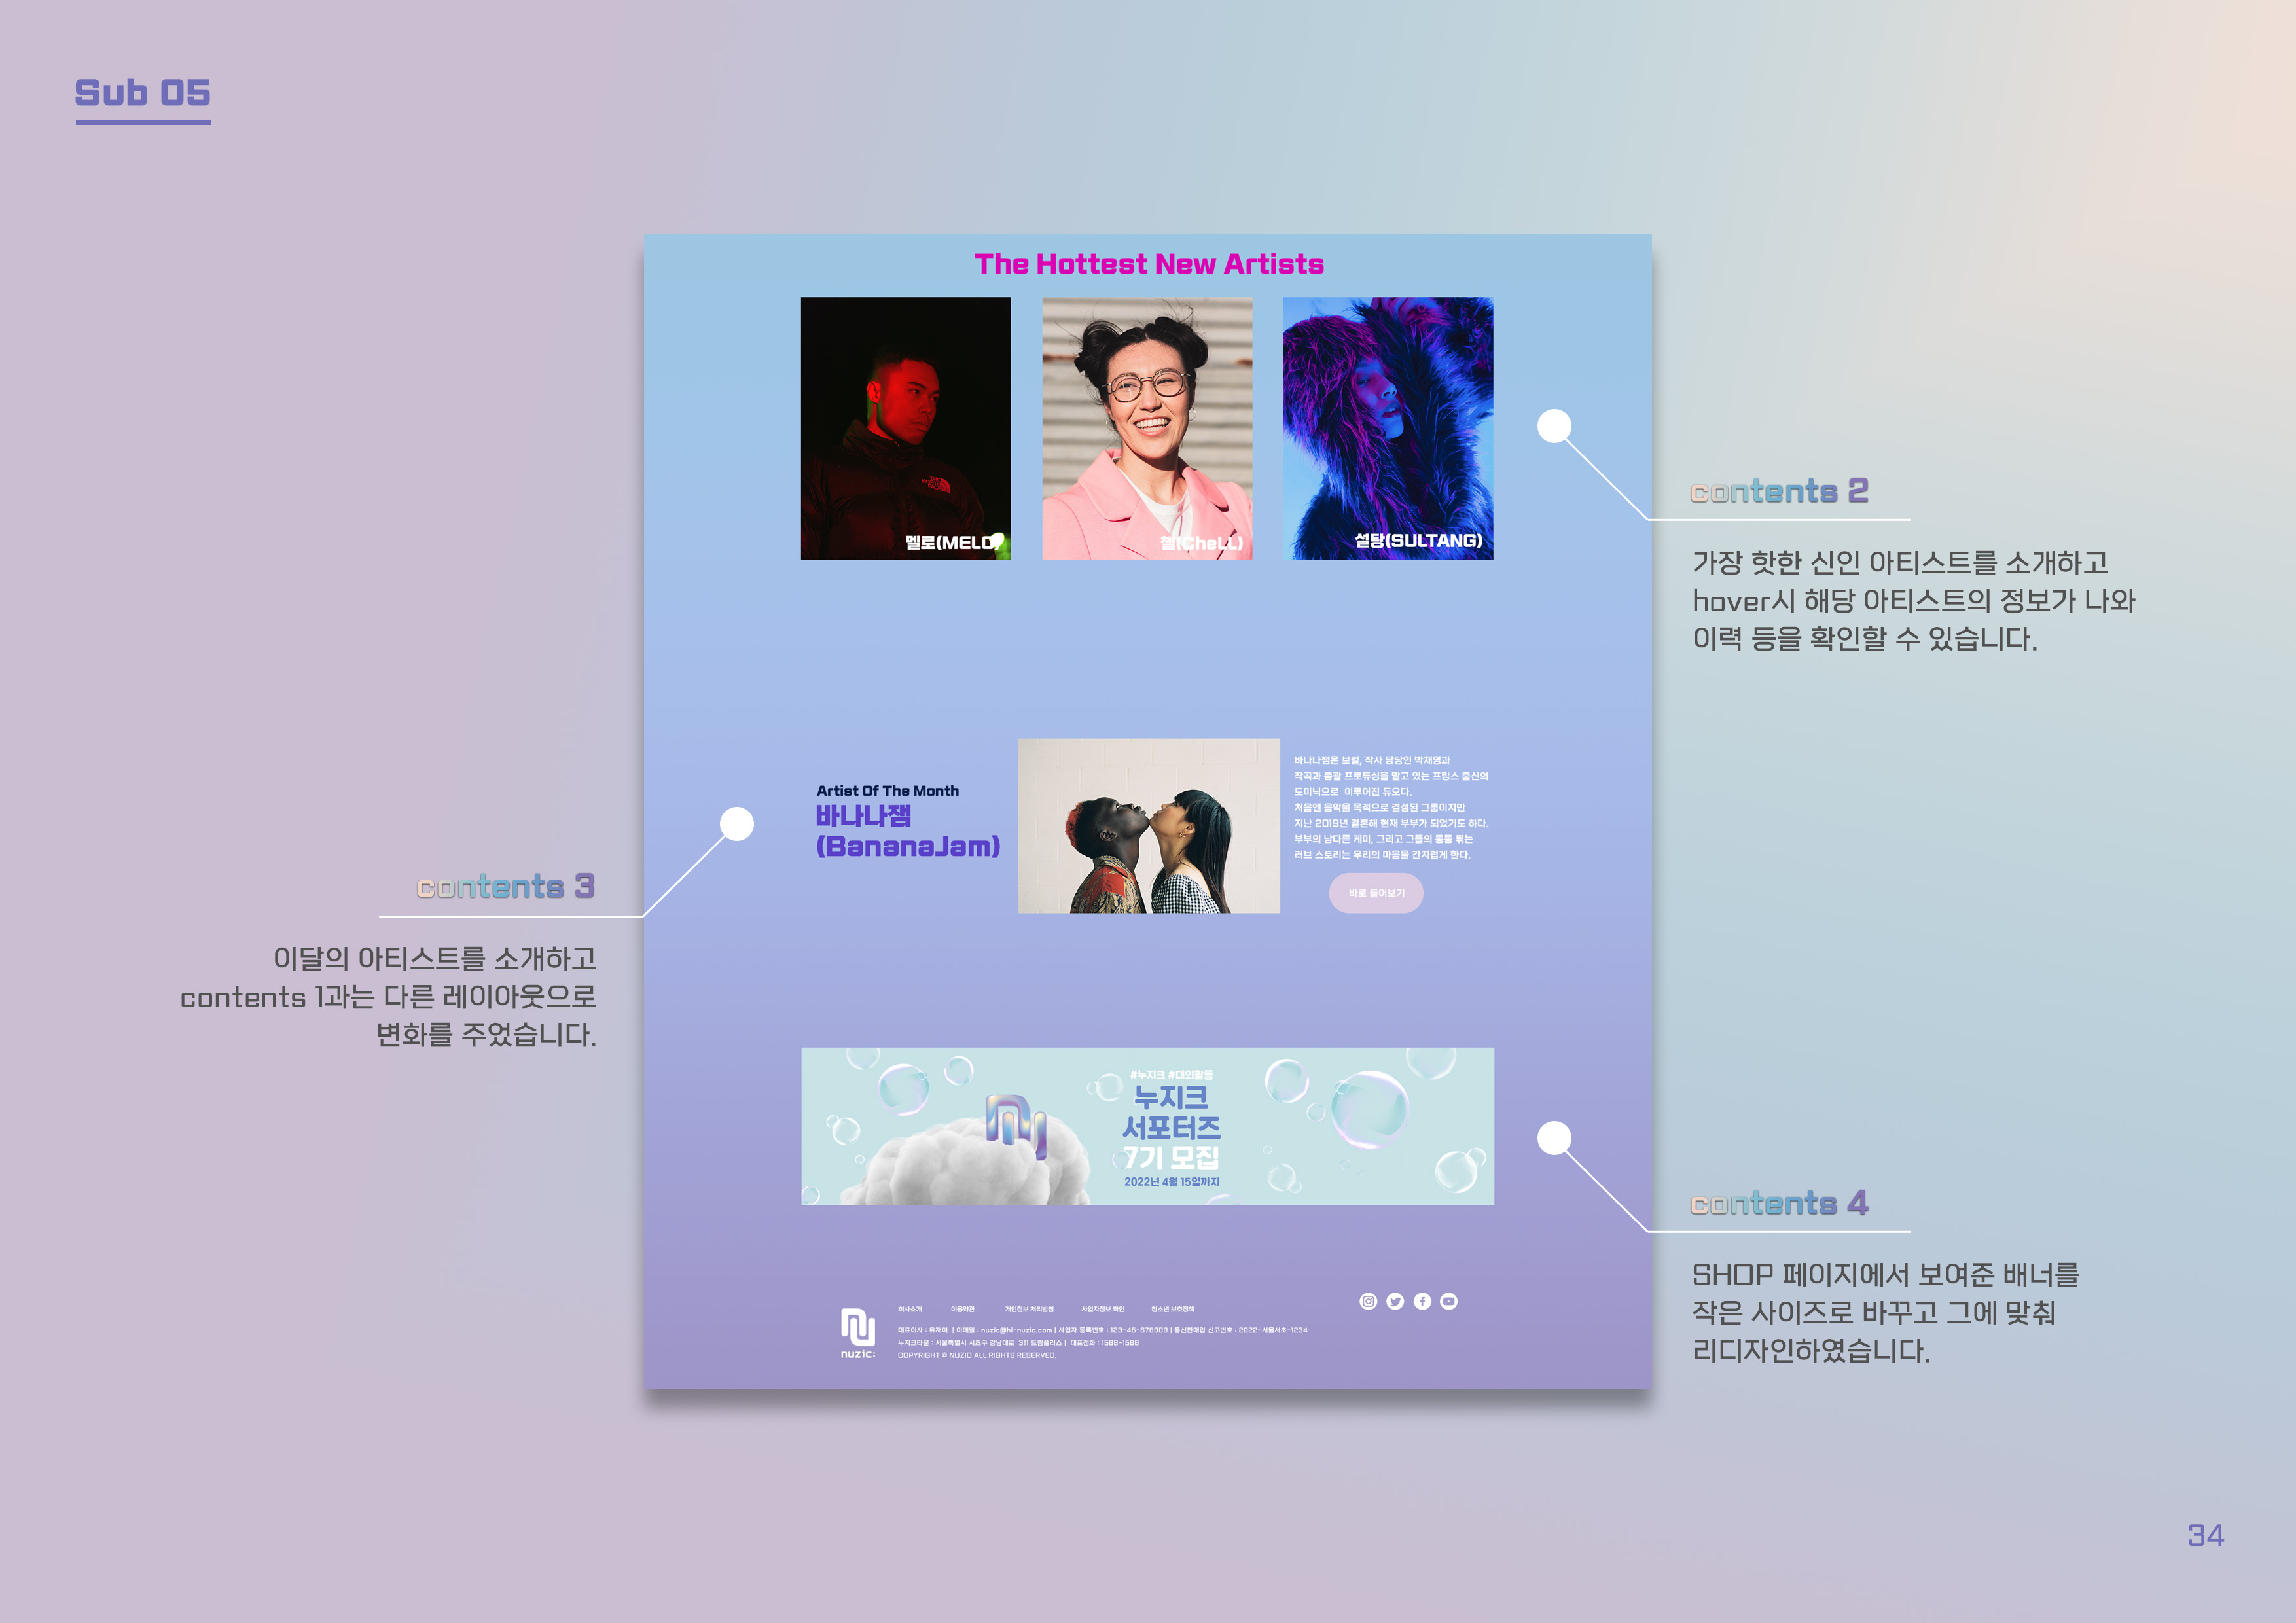 Sub 05
The Hottest New Artists
THE
NORTH
FACE
멜로(MELO)
첼(CheLL)
설탕(SULTANG)
contents 2
가장 핫한 신인 아티스트를 소개하고
hover시 해당 아티스트의 정보가 나와
이력 등을 확인할 수 있습니다.
Artist Of The Month
바나나잼
(BananaJam)
바나나잼은 보컬, 작사 담당인 박채영과
작곡과 총괄 프로듀싱을 맡고 있는 프랑스 출신의
도미닉으로 이루어진 듀오다.
처음엔 음악을 목적으로 결성된 그룹이지만
지난 2019년 결혼해 현재 부부가 되었기도 하다.
부부의 남다른 케미, 그리고 그들의 통통 튀는
러브 스토리는 우리의 마음을 간지럽게 한다.
바로 들어보기
contents 3
이달의 아티스트를 소개하고
contents 1과는 다른 레이아웃으로
변화를 주었습니다.
#누지크 #대외활동
누지크
서포터즈
7기 모집
2022년 4월 15일까지
contents 4
SHOP 페이지에서 보여준 배너를
작은 사이즈로 바꾸고 그에 맞춰
리디자인하였습니다.
nuzic:
회사소개 이용약관 개인정보 처리방침 사업자정보 확인 청소년 보호정책
대표이사 : 유재이 | 이메일 : nuzic@hi-nuzic.com | 사업자 등록번호 : 123-45-678909 | 통신판매업 신고번호 : 2022-서울서초-1234
누지크타운 : 서울특별시 서초구 강남대로 311 드림플러스 | 대표전화 : 1588-1588
COPYRIGHT © NUZIC ALL RIGHTS RESERVED.
34